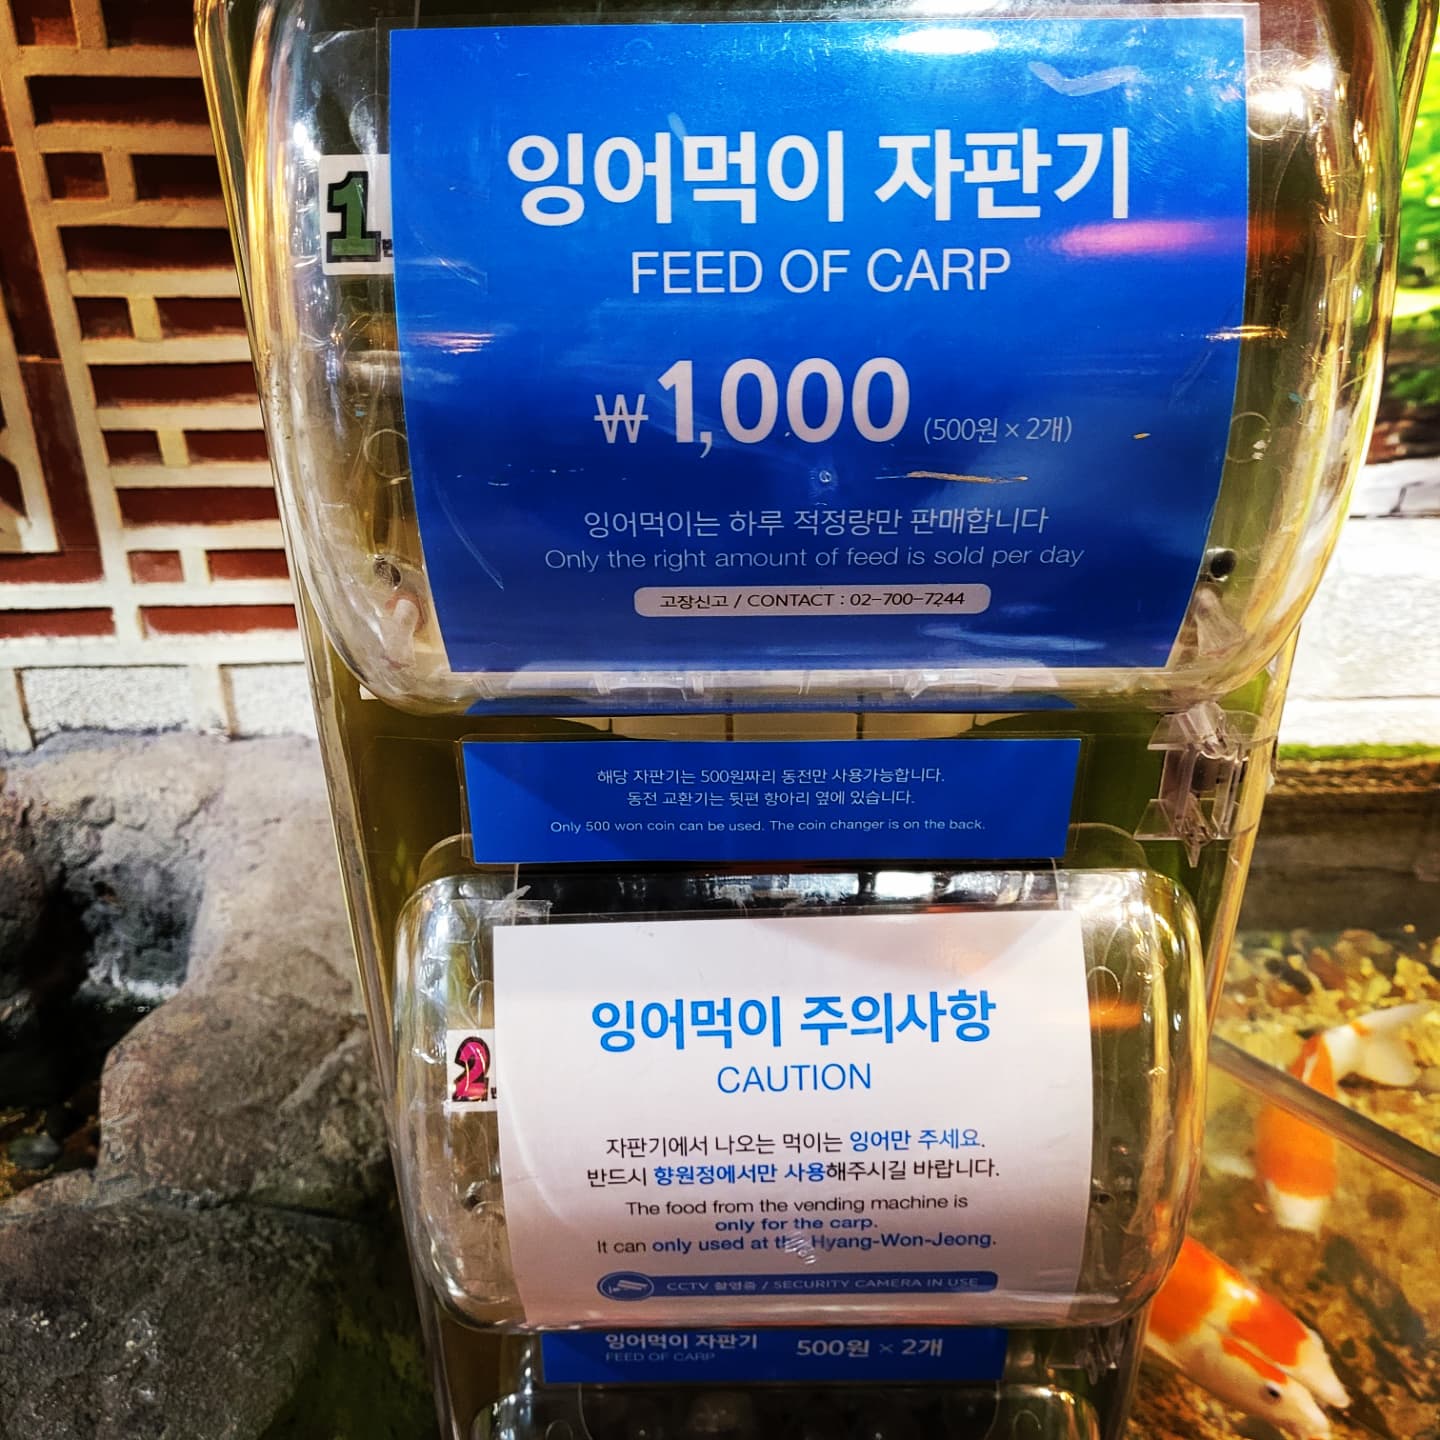 1번
잉어먹이 자판기
FEED OF CARP
₩1,000 (500원 × 2개)
잉어먹이는 하루 적정량만 판매합니다
Only the right amount of feed is sold per day
고장신고 / CONTACT : 02-700-7244
해당 자판기는 500원짜리 동전만 사용가능합니다.
동전 교환기는 뒷편 항아리 옆에 있습니다.
Only 500 won coin can be used. The coin changer is on the back.
2
잉어먹이 주의사항
CAUTION
자판기에서 나오는 먹이는 잉어만 주세요.
반드시 향원정에서만 사용해주시길 바랍니다.
The food from the vending machine is
only for the carp.
It can only used at the Hyang-Won-Jeong.
CCTV 촬영중 / SECURITY CAMERA IN USE
잉어먹이 자판기 500원 × 2개
FEED OF CARP